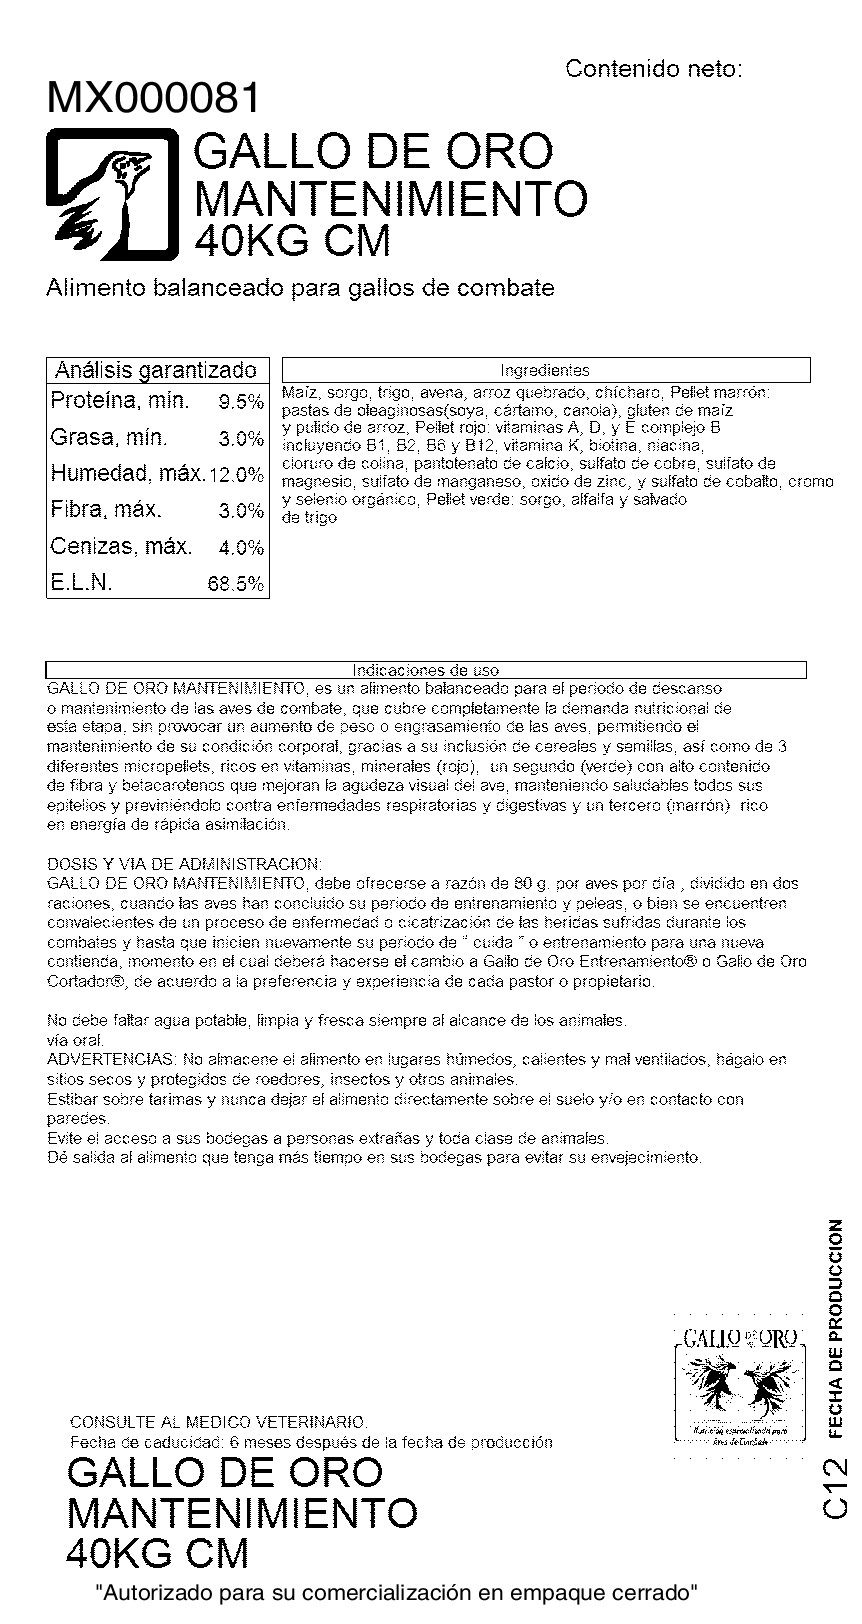 Contenido neto:
MX000081
GALLO DE ORO
MANTENIMIENTO
40KG CM
Alimento balanceado para gallos de combate
Análisis garantizado
Proteína, mín. 9.5%
Grasa, mín. 3.0%
Humedad, máx. 12.0%
Fibra, máx. 3.0%
Cenizas, máx. 4.0%
E.L.N. 68.5%
Ingredientes
Maíz, sorgo, trigo, avena, arroz quebrado, chícharo, Pellet marrón:
pastas de oleaginosas(soya, cártamo, canola), gluten de maíz
y pulido de arroz, Pellet rojo: vitaminas A, D, y E complejo B
incluyendo B1, B2, B6 y B12, vitamina K, biotina, niacina,
cloruro de colina, pantotenato de calcio, sulfato de cobre, sulfato de
magnesio, sulfato de manganeso, oxido de zinc, y sulfato de cobalto, cromo
y selenio orgánico, Pellet verde: sorgo, alfalfa y salvado
de trigo
Indicaciones de uso
GALLO DE ORO MANTENIMIENTO, es un alimento balanceado para el periodo de descanso
o mantenimiento de las aves de combate, que cubre completamente la demanda nutricional de
esta etapa, sin provocar un aumento de peso o engrasamiento de las aves, permitiendo el
mantenimiento de su condición corporal, gracias a su inclusión de cereales y semillas, así como de 3
diferentes micropellets, ricos en vitaminas, minerales (rojo), un segundo (verde) con alto contenido
de fibra y betacarotenos que mejoran la agudeza visual del ave, manteniendo saludables todos sus
epitelios y previniéndolo contra enfermedades respiratorias y digestivas y un tercero (marrón) rico
en energía de rápida asimilación.
DOSIS Y VIA DE ADMINISTRACION:
GALLO DE ORO MANTENIMIENTO, debe ofrecerse a razón de 80 g. por aves por día , dividido en dos
raciones, cuando las aves han concluido su periodo de entrenamiento y peleas, o bien se encuentren
convalecientes de un proceso de enfermedad o cicatrización de las heridas sufridas durante los
combates y hasta que inicien nuevamente su periodo de “ cuida ” o entrenamiento para una nueva
contienda, momento en el cual deberá hacerse el cambio a Gallo de Oro Entrenamiento® o Gallo de Oro
Cortador®, de acuerdo a la preferencia y experiencia de cada pastor o propietario.
No debe faltar agua potable, limpia y fresca siempre al alcance de los animales.
vía oral.
ADVERTENCIAS: No almacene el alimento en lugares húmedos, calientes y mal ventilados, hágalo en
sitios secos y protegidos de roedores, insectos y otros animales.
Estibar sobre tarimas y nunca dejar el alimento directamente sobre el suelo y/o en contacto con
paredes.
Evite el acceso a sus bodegas a personas extrañas y toda clase de animales.
Dé salida al alimento que tenga más tiempo en sus bodegas para evitar su envejecimiento.
FECHA DE PRODUCCION
C12
GALLO DE ORO
CONSULTE AL MEDICO VETERINARIO.
Fecha de caducidad: 6 meses después de la fecha de producción
GALLO DE ORO
MANTENIMIENTO
40KG CM
"Autorizado para su comercialización en empaque cerrado"